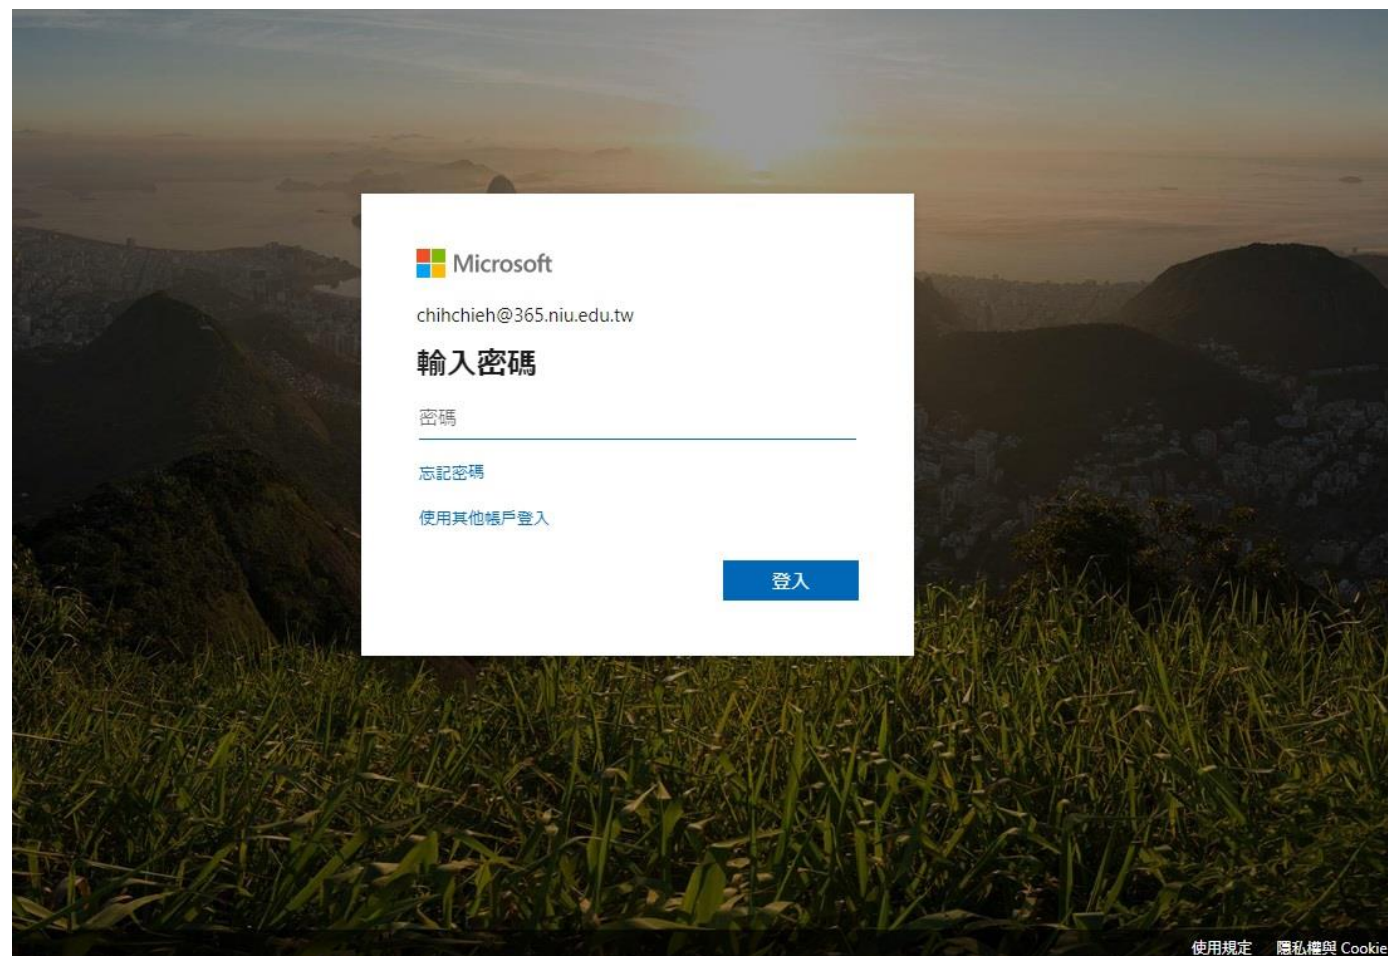 Microsoft
chihchieh@365.niu.edu.tw
輸入密碼
密碼
忘記密碼
使用其他帳戶登入
登入
使用規定 隱私權與 Cookie